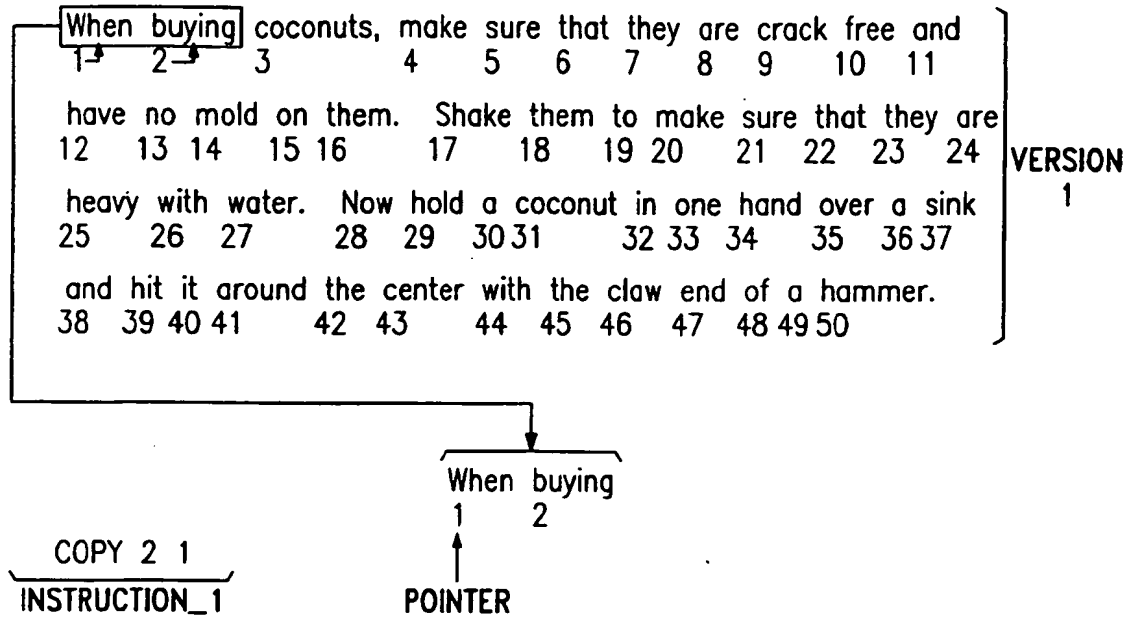 When buying coconuts, make sure that they are crack free and
1 2 3 4 5 6 7 8 9 10 11
have no mold on them. Shake them to make sure that they are
12 13 14 15 16 17 18 19 20 21 22 23 24
heavy with water. Now hold a coconut in one hand over a sink
25 26 27 28 29 30 31 32 33 34 35 36 37
and hit it around the center with the claw end of a hammer.
38 39 40 41 42 43 44 45 46 47 48 49 50
VERSION
1
When buying
1 2
COPY 2 1
INSTRUCTION_1
POINTER